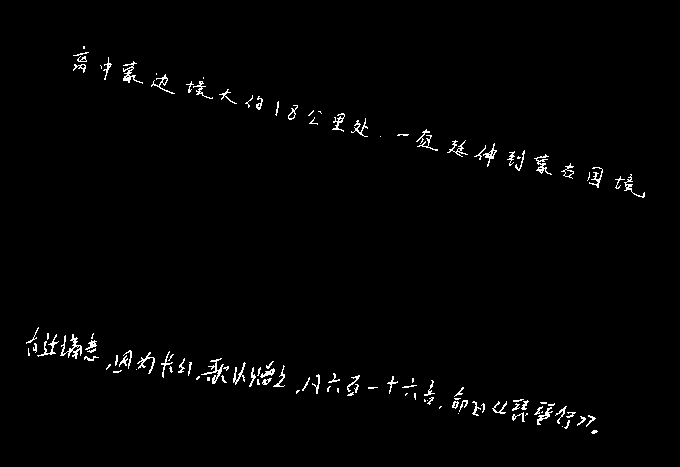 离中蒙边境大约18公里处.一直延伸到蒙古国境
有迁谪意,因为长句,歌以赠之,凡六百一十六言,命曰《琵琶行》。